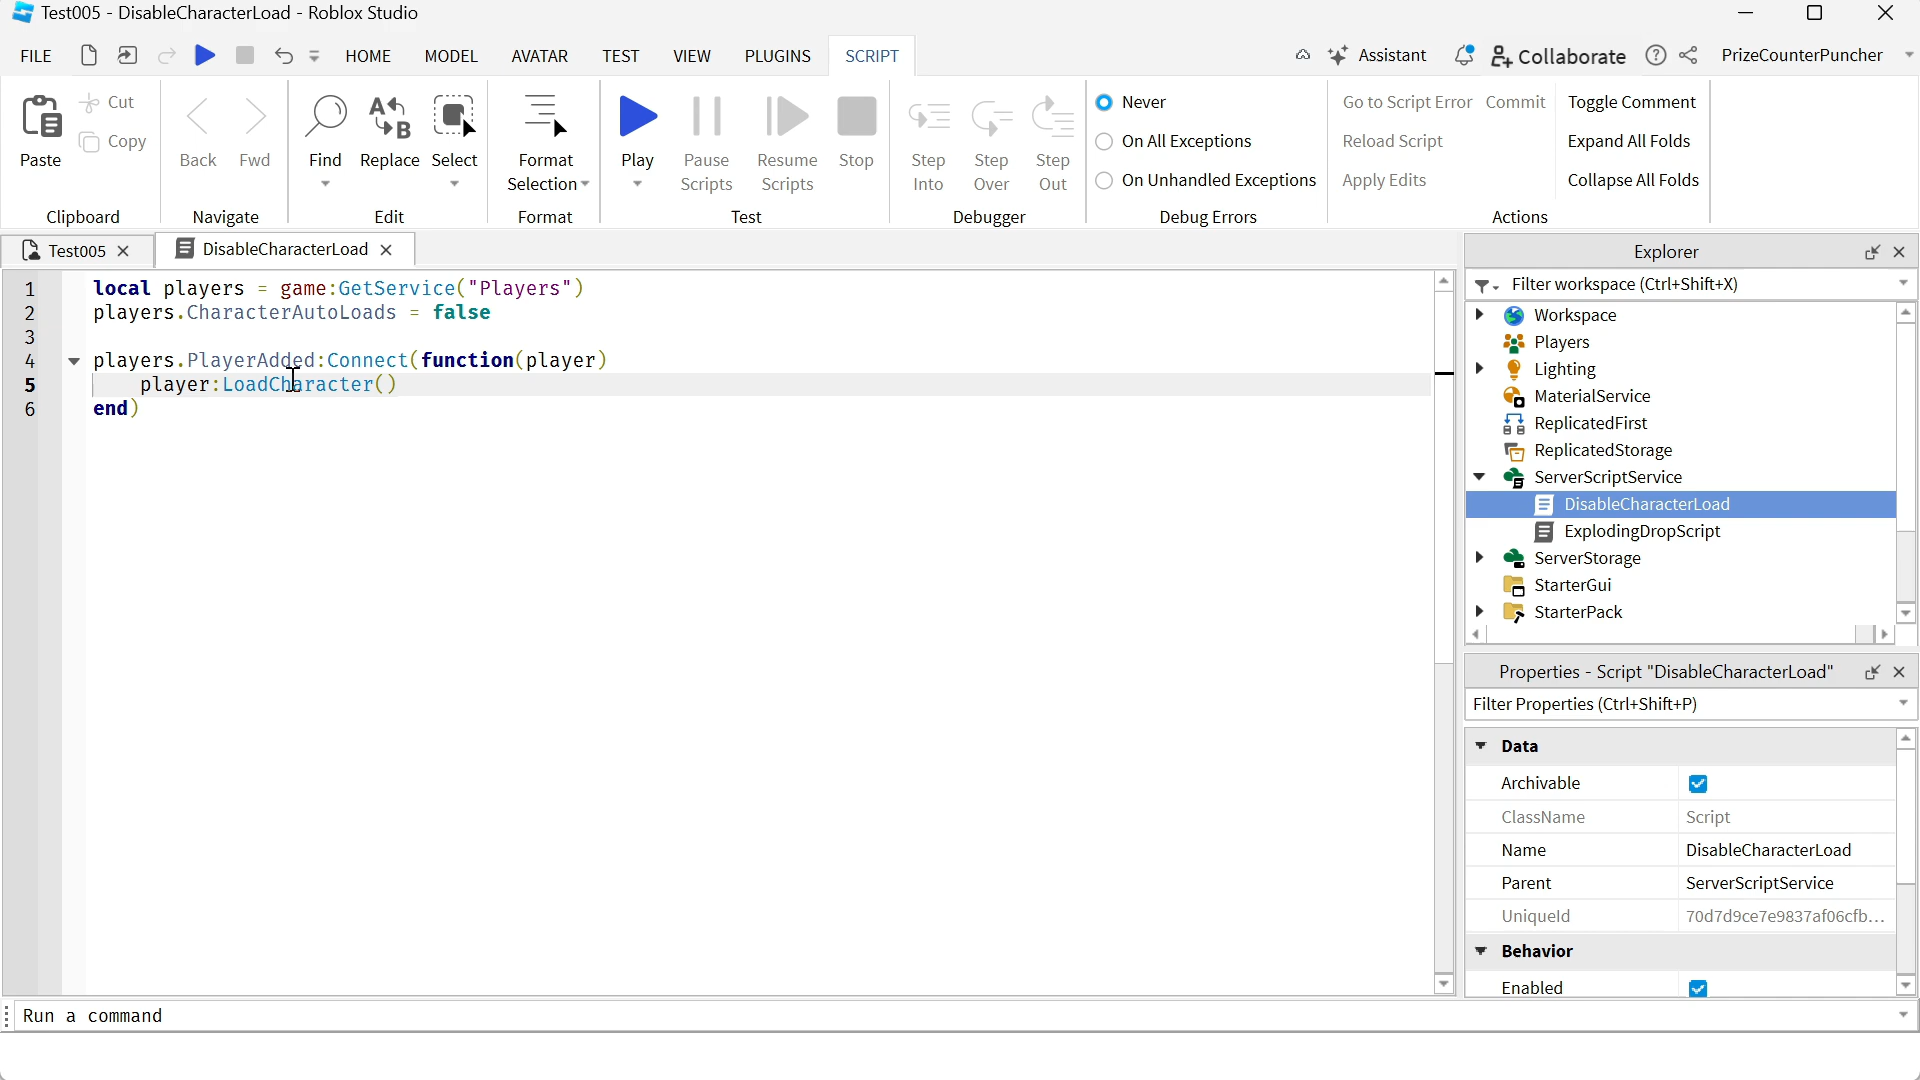 Test005 - DisableCharacterLoad - Roblox Studio
FILE HOME MODEL AVATAR TEST VIEW PLUGINS SCRIPT Assistant Collaborate PrizeCounterPuncher
Paste Cut Copy
Clipboard
Back Fwd
Navigate
Find Replace Select
Edit
Format Selection
Format
Play Pause Scripts Resume Scripts Stop
Test
Step Into Step Over Step Out
Debugger
Never
On All Exceptions
On Unhandled Exceptions
Debug Errors
Go to Script Error Commit Toggle Comment
Reload Script Expand All Folds
Apply Edits Collapse All Folds
Actions
Test005 DisableCharacterLoad
1 local players = game:GetService("Players")
2 players.CharacterAutoLoads = false
3
4 players.PlayerAdded:Connect(function(player)
5 player:LoadCharacter()
6 end)
Explorer
Filter workspace (Ctrl+Shift+X)
Workspace
Players
Lighting
MaterialService
ReplicatedFirst
ReplicatedStorage
ServerScriptService
DisableCharacterLoad
ExplodingDropScript
ServerStorage
StarterGui
StarterPack
Properties - Script "DisableCharacterLoad"
Filter Properties (Ctrl+Shift+P)
Data
Archivable
ClassName Script
Name DisableCharacterLoad
Parent ServerScriptService
UniqueId 70d7d9ce7e9837af06cfb...
Behavior
Enabled
Run a command